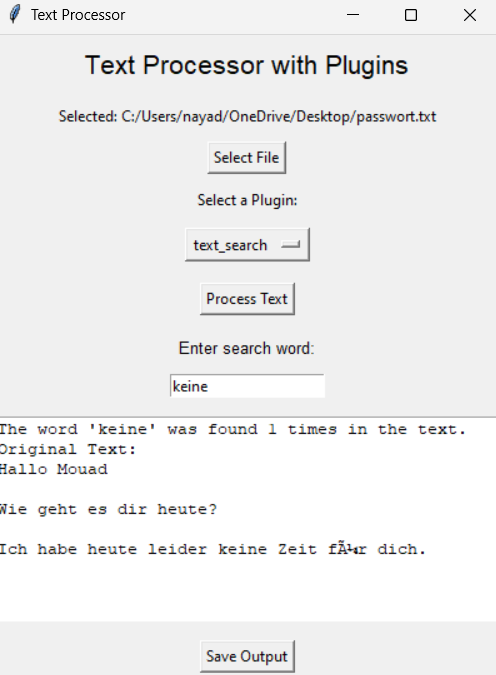 Text Processor
Text Processor with Plugins
Selected: C:/Users/nayad/OneDrive/Desktop/passwort.txt
Select File
Select a Plugin:
text_search
Process Text
Enter search word:
keine
The word 'keine' was found 1 times in the text.
Original Text:
Hallo Mouad
Wie geht es dir heute?
Ich habe heute leider keine Zeit fÃ¼r dich.
Save Output